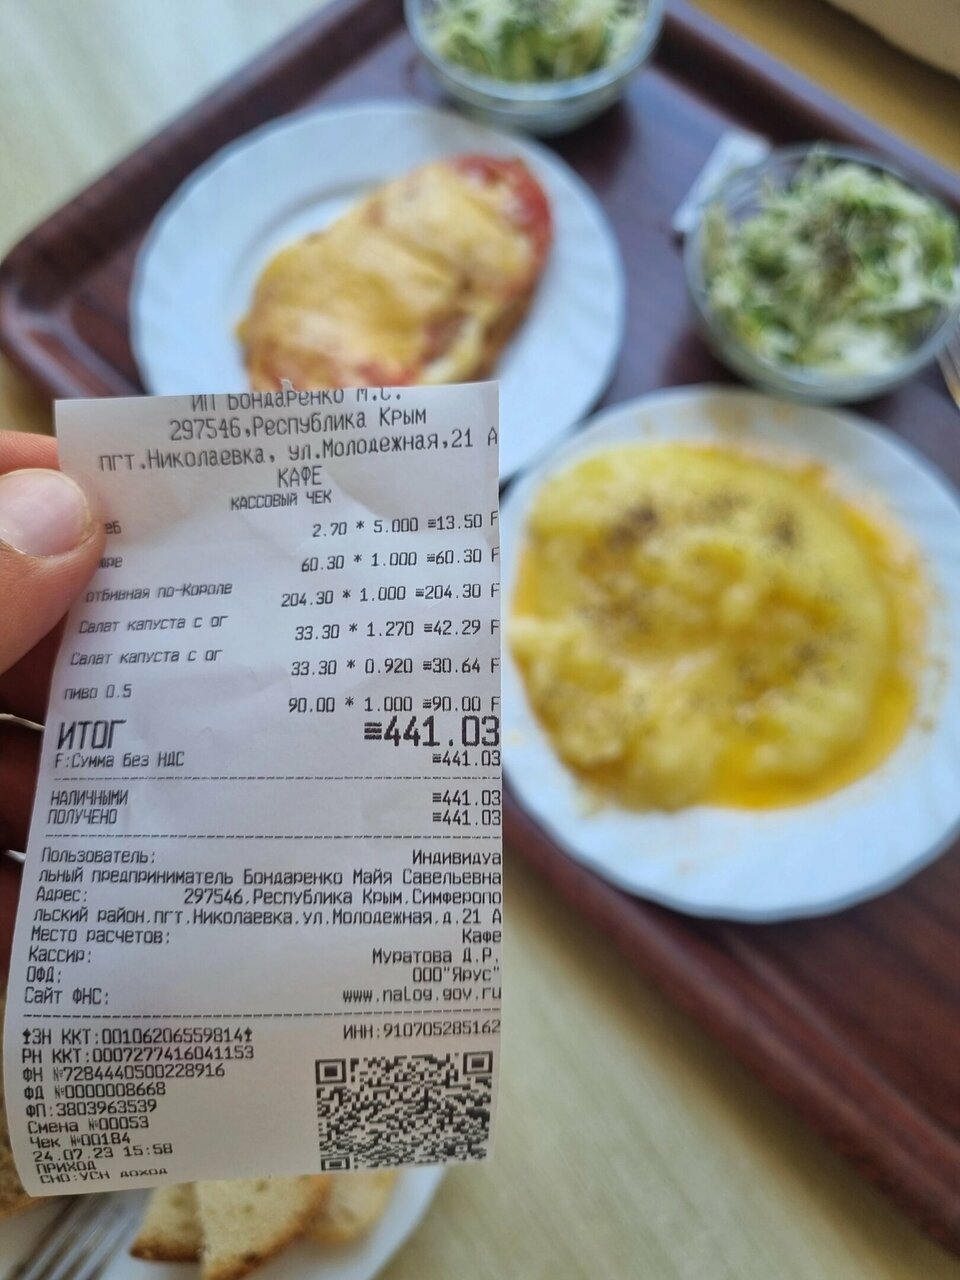 ИП Бондаренко М.С.
297546,Республика Крым
пгт.Николаевка, ул.Молодежная,21 А
КАФЕ
КАССОВЫЙ ЧЕК
еб 2.70 * 5.000 ≡13.50 F
ре 60.30 * 1.000 ≡60.30 F
отбивная по-Короле 204.30 * 1.000 ≡204.30 F
Салат капуста с ог 33.30 * 1.270 ≡42.29 F
Салат капуста с ог 33.30 * 0.920 ≡30.64 F
пиво 0.5 90.00 * 1.000 ≡90.00 F
ИТОГ ≡441.03
F:Сумма без НДС ≡441.03
НАЛИЧНЫМИ ≡441.03
ПОЛУЧЕНО ≡441.03
Пользователь: Индивидуа
льный предприниматель Бондаренко Майя Савельевна
Адрес: 297546,Республика Крым,Симферопо
льский район,пгт.Николаевка,ул.Молодежная,д.21 А
Место расчетов: Кафе
Кассир: Муратова Д.Р.
ОФД: ООО"Ярус"
Сайт ФНС: www.nalog.gov.ru
ЗН ККТ:00106206559814 ИНН:910705285162
РН ККТ:0007277416041153
ФН №7284440500228916
ФД №0000008668
ФП:3803963539
Смена №00053
Чек №00184
24.07.23 15:58
ПРИХОД
СНО:УСН доход